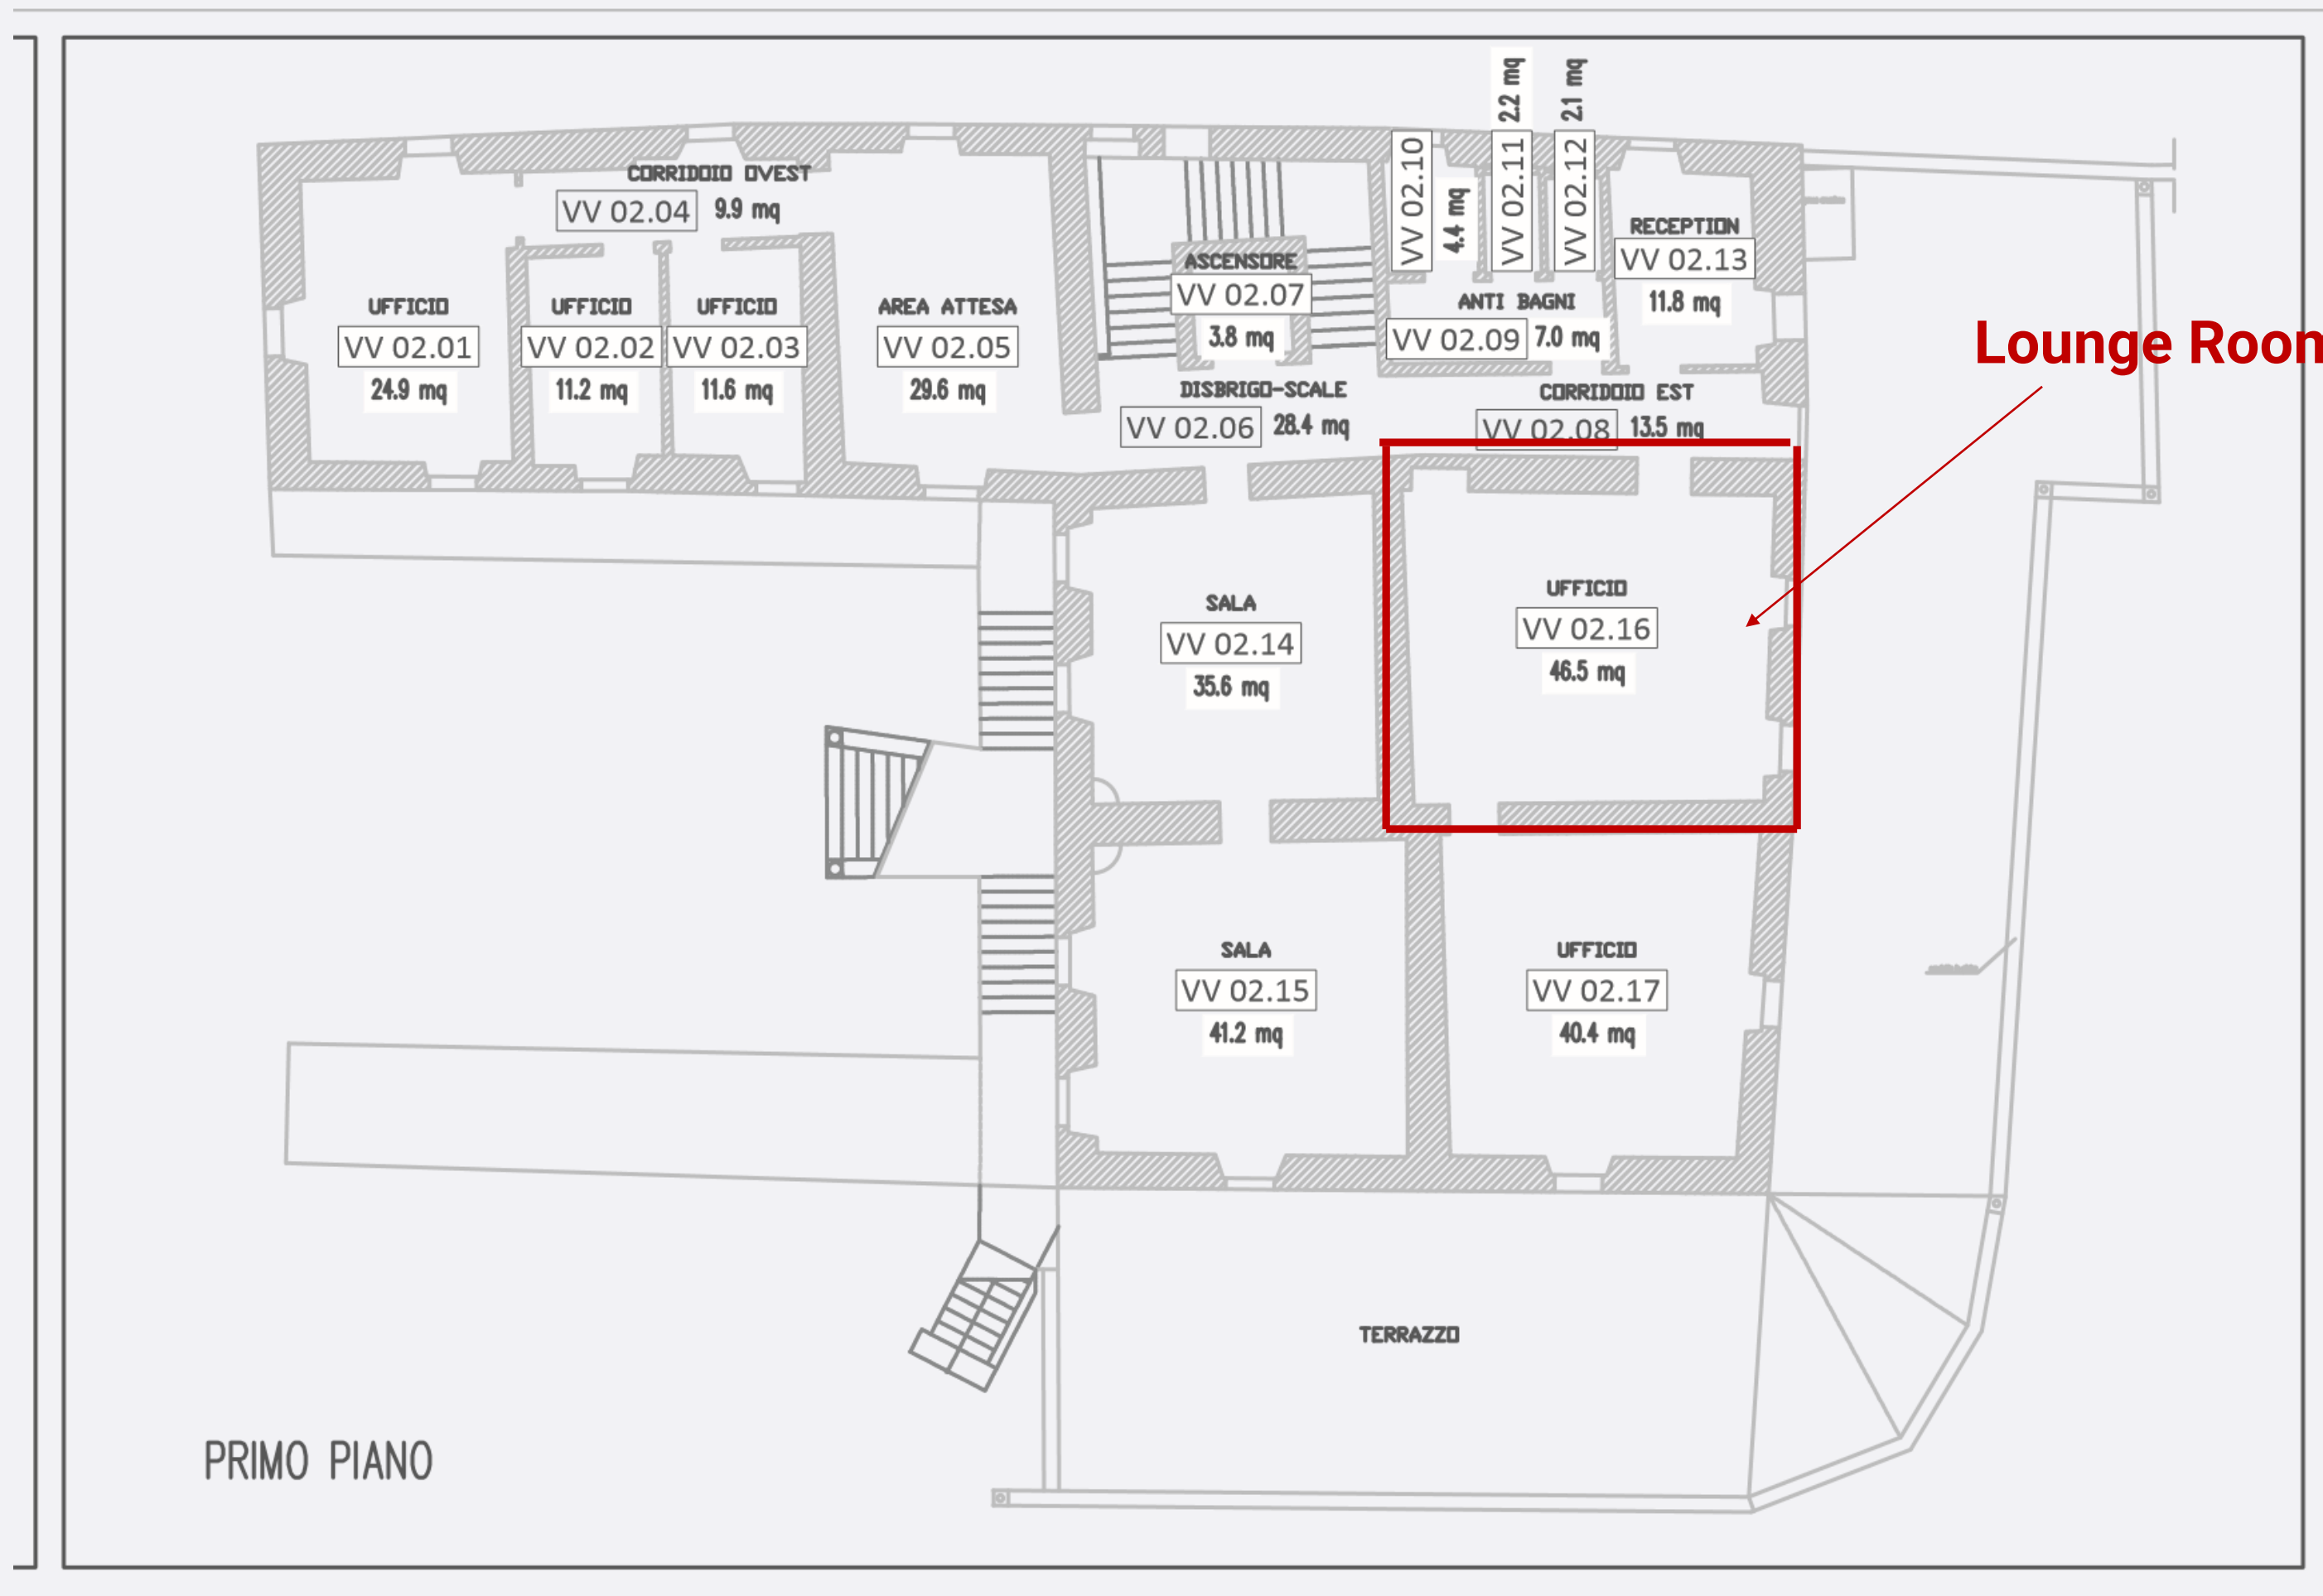 2.2 mq
2.1 mq
VV 02.10
4.4 mq
VV 02.11
VV 02.12
CORRIDOIO OVEST
VV 02.04 9.9 mq
RECEPTION
VV 02.13
11.8 mq
ASCENSORE
VV 02.07
3.8 mq
ANTI BAGNI
VV 02.09 7.0 mq
UFFICIO
VV 02.01
24.9 mq
UFFICIO
VV 02.02
11.2 mq
UFFICIO
VV 02.03
11.6 mq
AREA ATTESA
VV 02.05
29.6 mq
Lounge Room
DISBRIGO-SCALE
VV 02.06 28.4 mq
CORRIDOIO EST
VV 02.08 13.5 mq
SALA
VV 02.14
35.6 mq
UFFICIO
VV 02.16
46.5 mq
SALA
VV 02.15
41.2 mq
UFFICIO
VV 02.17
40.4 mq
TERRAZZO
PRIMO PIANO